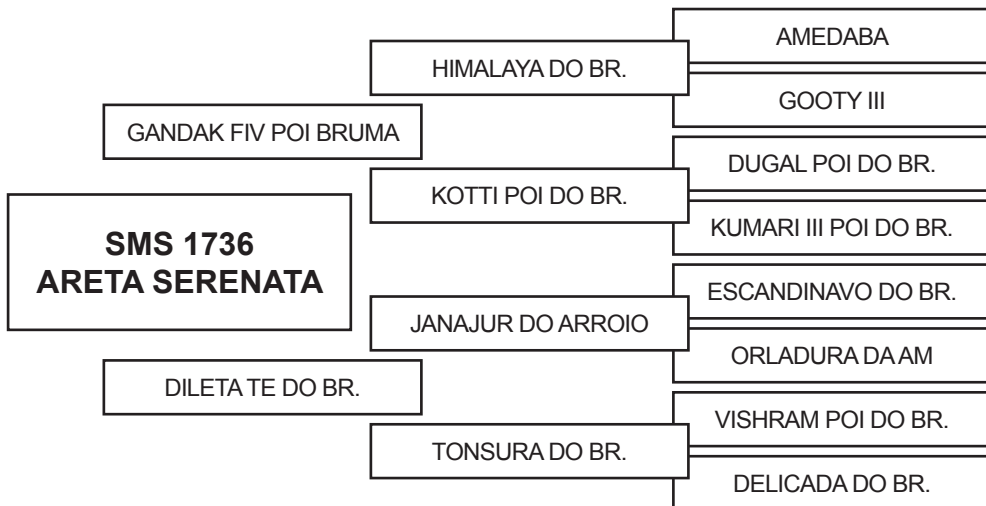 AMEDABA
HIMALAYA DO BR.
GOOTY III
GANDAK FIV POI BRUMA
DUGAL POI DO BR.
KOTTI POI DO BR.
KUMARI III POI DO BR.
SMS 1736
ARETA SERENATA
ESCANDINAVO DO BR.
JANAJUR DO ARROIO
ORLADURA DA AM
DILETA TE DO BR.
VISHRAM POI DO BR.
TONSURA DO BR.
DELICADA DO BR.